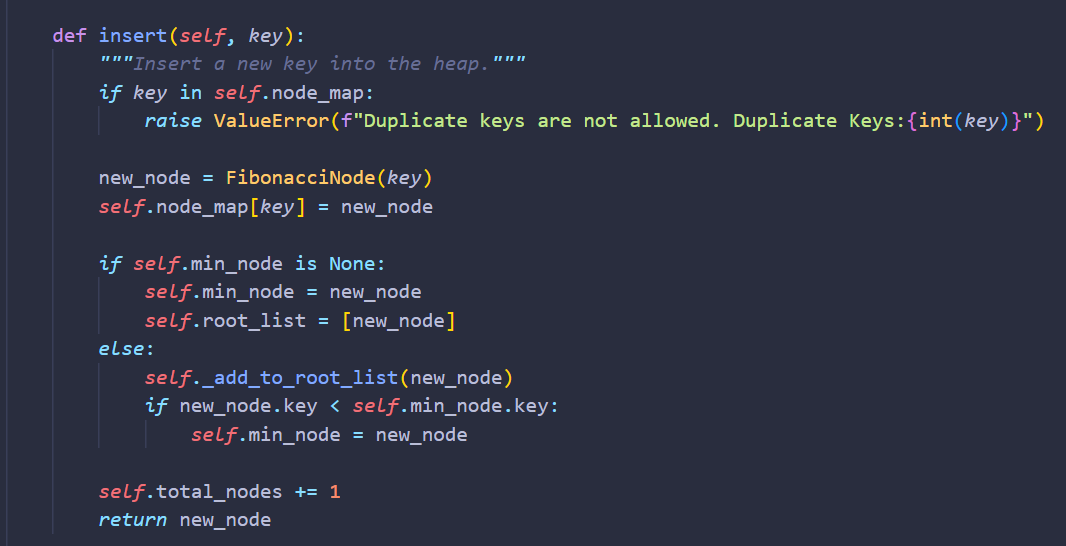 def insert(self, key):
    """Insert a new key into the heap."""
    if key in self.node_map:
        raise ValueError(f"Duplicate keys are not allowed. Duplicate Keys:{int(key)}")
    new_node = FibonacciNode(key)
    self.node_map[key] = new_node
    if self.min_node is None:
        self.min_node = new_node
        self.root_list = [new_node]
    else:
        self._add_to_root_list(new_node)
        if new_node.key < self.min_node.key:
            self.min_node = new_node
    self.total_nodes += 1
    return new_node